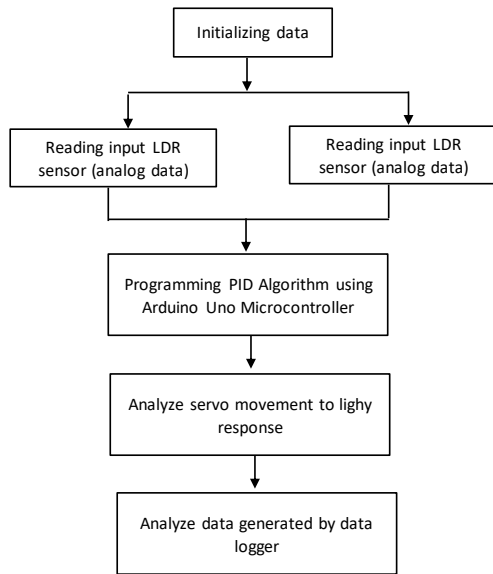 Initializing data
Reading input LDR
sensor (analog data)
Reading input LDR
sensor (analog data)
Programming PID Algorithm using
Arduino Uno Microcontroller
Analyze servo movement to lighy
response
Analyze data generated by data
logger